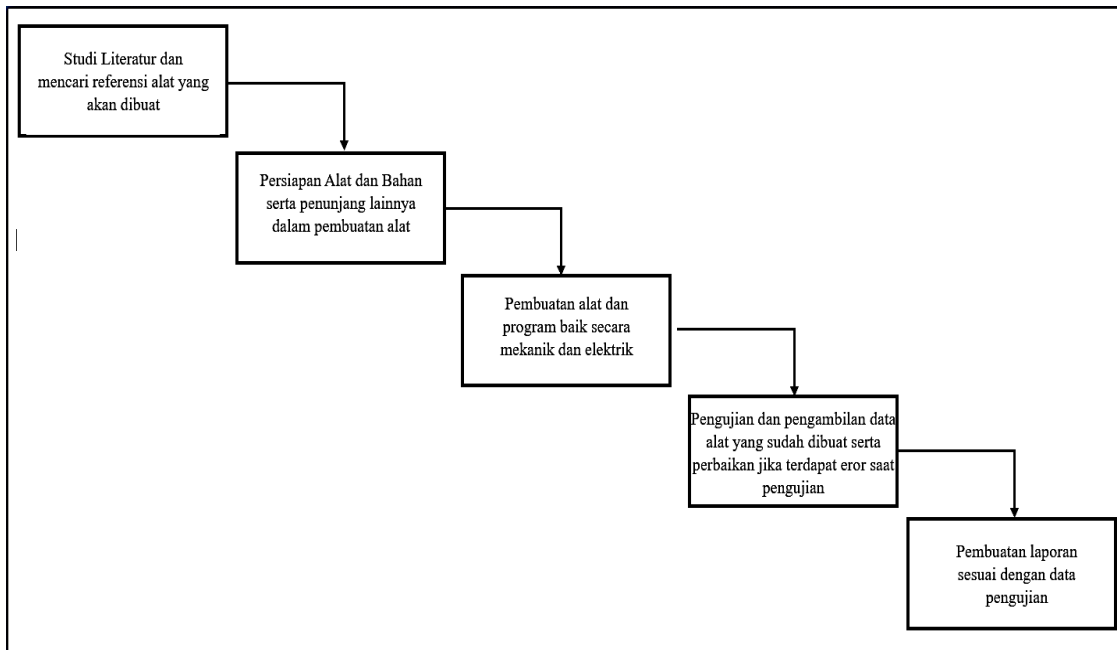 Studi Literatur dan
mencari referensi alat yang
akan dibuat
Persiapan Alat dan Bahan
serta penunjang lainnya
dalam pembuatan alat
Pembuatan alat dan
program baik secara
mekanik dan elektrik
Pengujian dan pengambilan data
alat yang sudah dibuat serta
perbaikan jika terdapat eror saat
pengujian
Pembuatan laporan
sesuai dengan data
pengujian